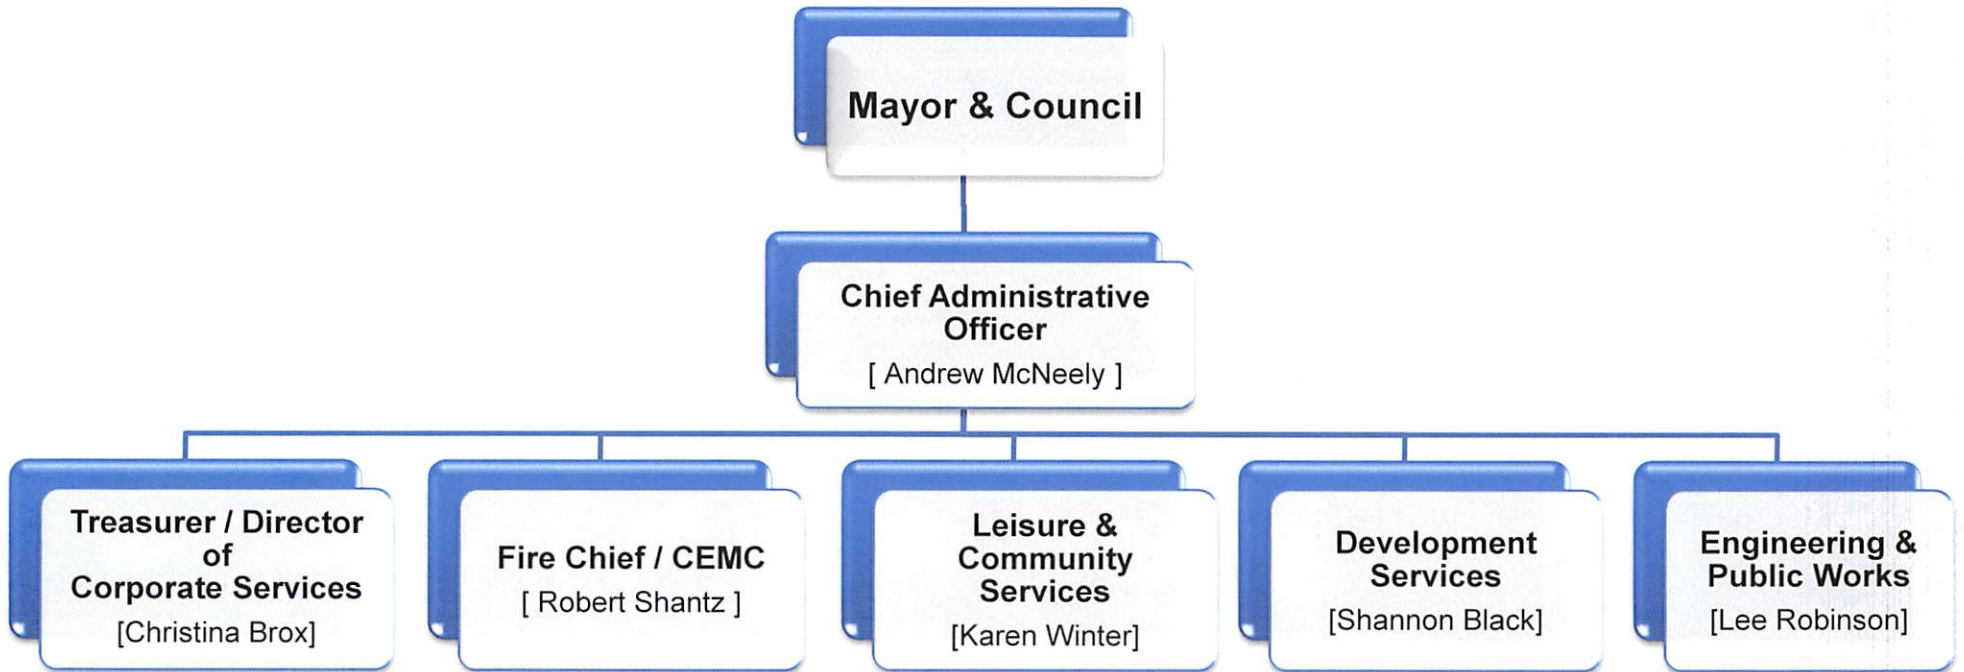 Mayor & Council
Chief Administrative
Officer
[ Andrew McNeely ]
Treasurer / Director
of
Corporate Services
[Christina Brox]
Fire Chief / CEMC
[ Robert Shantz ]
Leisure &
Community
Services
[Karen Winter]
Development
Services
[Shannon Black]
Engineering &
Public Works
[Lee Robinson]